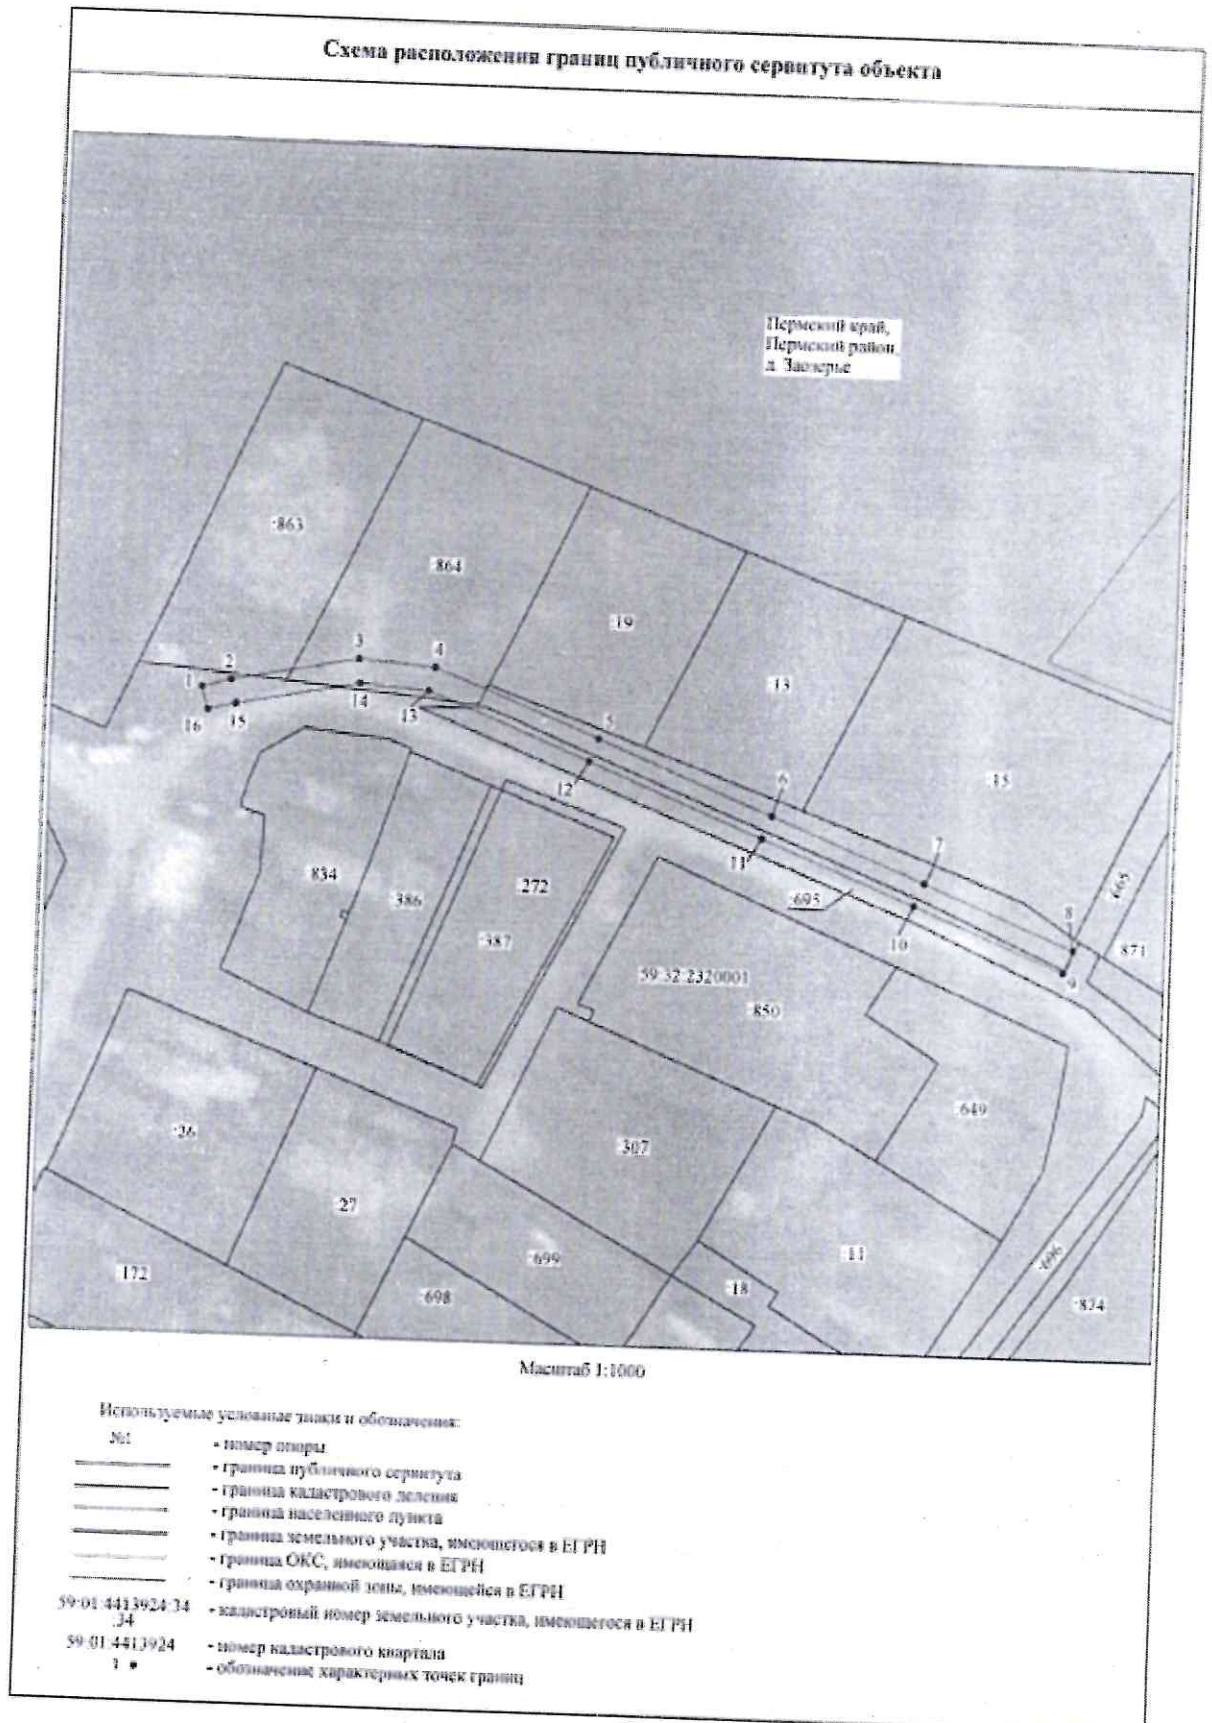 Схема расположения границ публичного сервитута объекта
Пермский край,
Пермский район,
д. Заозерье
:863
:864
:19
:13
:15
1
2
3
4
5
6
7
8
9
10
11
12
13
14
15
16
:665
:871
:695
:834
:386
:272
:387
59:32:2320001
:850
:649
:26
:27
:307
:11
:18
:699
:698
:172
:696
:824
Масштаб 1:1000
Используемые условные знаки и обозначения:
№1 - номер опоры
- граница публичного сервитута
- граница кадастрового деления
- граница населенного пункта
- граница земельного участка, имеющегося в ЕГРН
- граница ОКС, имеющаяся в ЕГРН
- граница охранной зоны, имеющейся в ЕГРН
59:01:4413924:34 - кадастровый номер земельного участка, имеющегося в ЕГРН
:34
59:01:4413924 - номер кадастрового квартала
1 - обозначение характерных точек границ